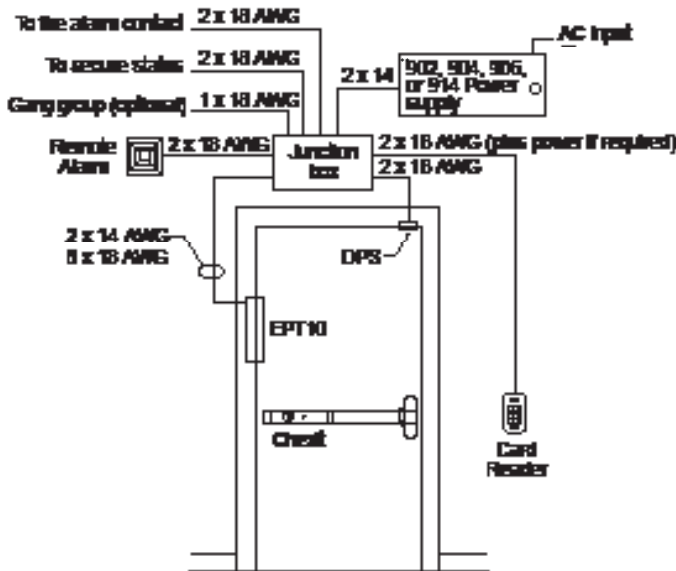 To fire alarm contact
2 x 18 AWG
To secure status
2 x 18 AWG
Gang group (optional)
1 x 18 AWG
Remote
Alarm
2 x 18 AWG
Junction
box
2 x 14
902, 904, 906,
or 914 Power
supply
AC Input
2 x 18 AWG (plus power if required)
2 x 18 AWG
2 x 14 AWG
8 x 18 AWG
DPS
EPT10
Chexit
Card
Reader